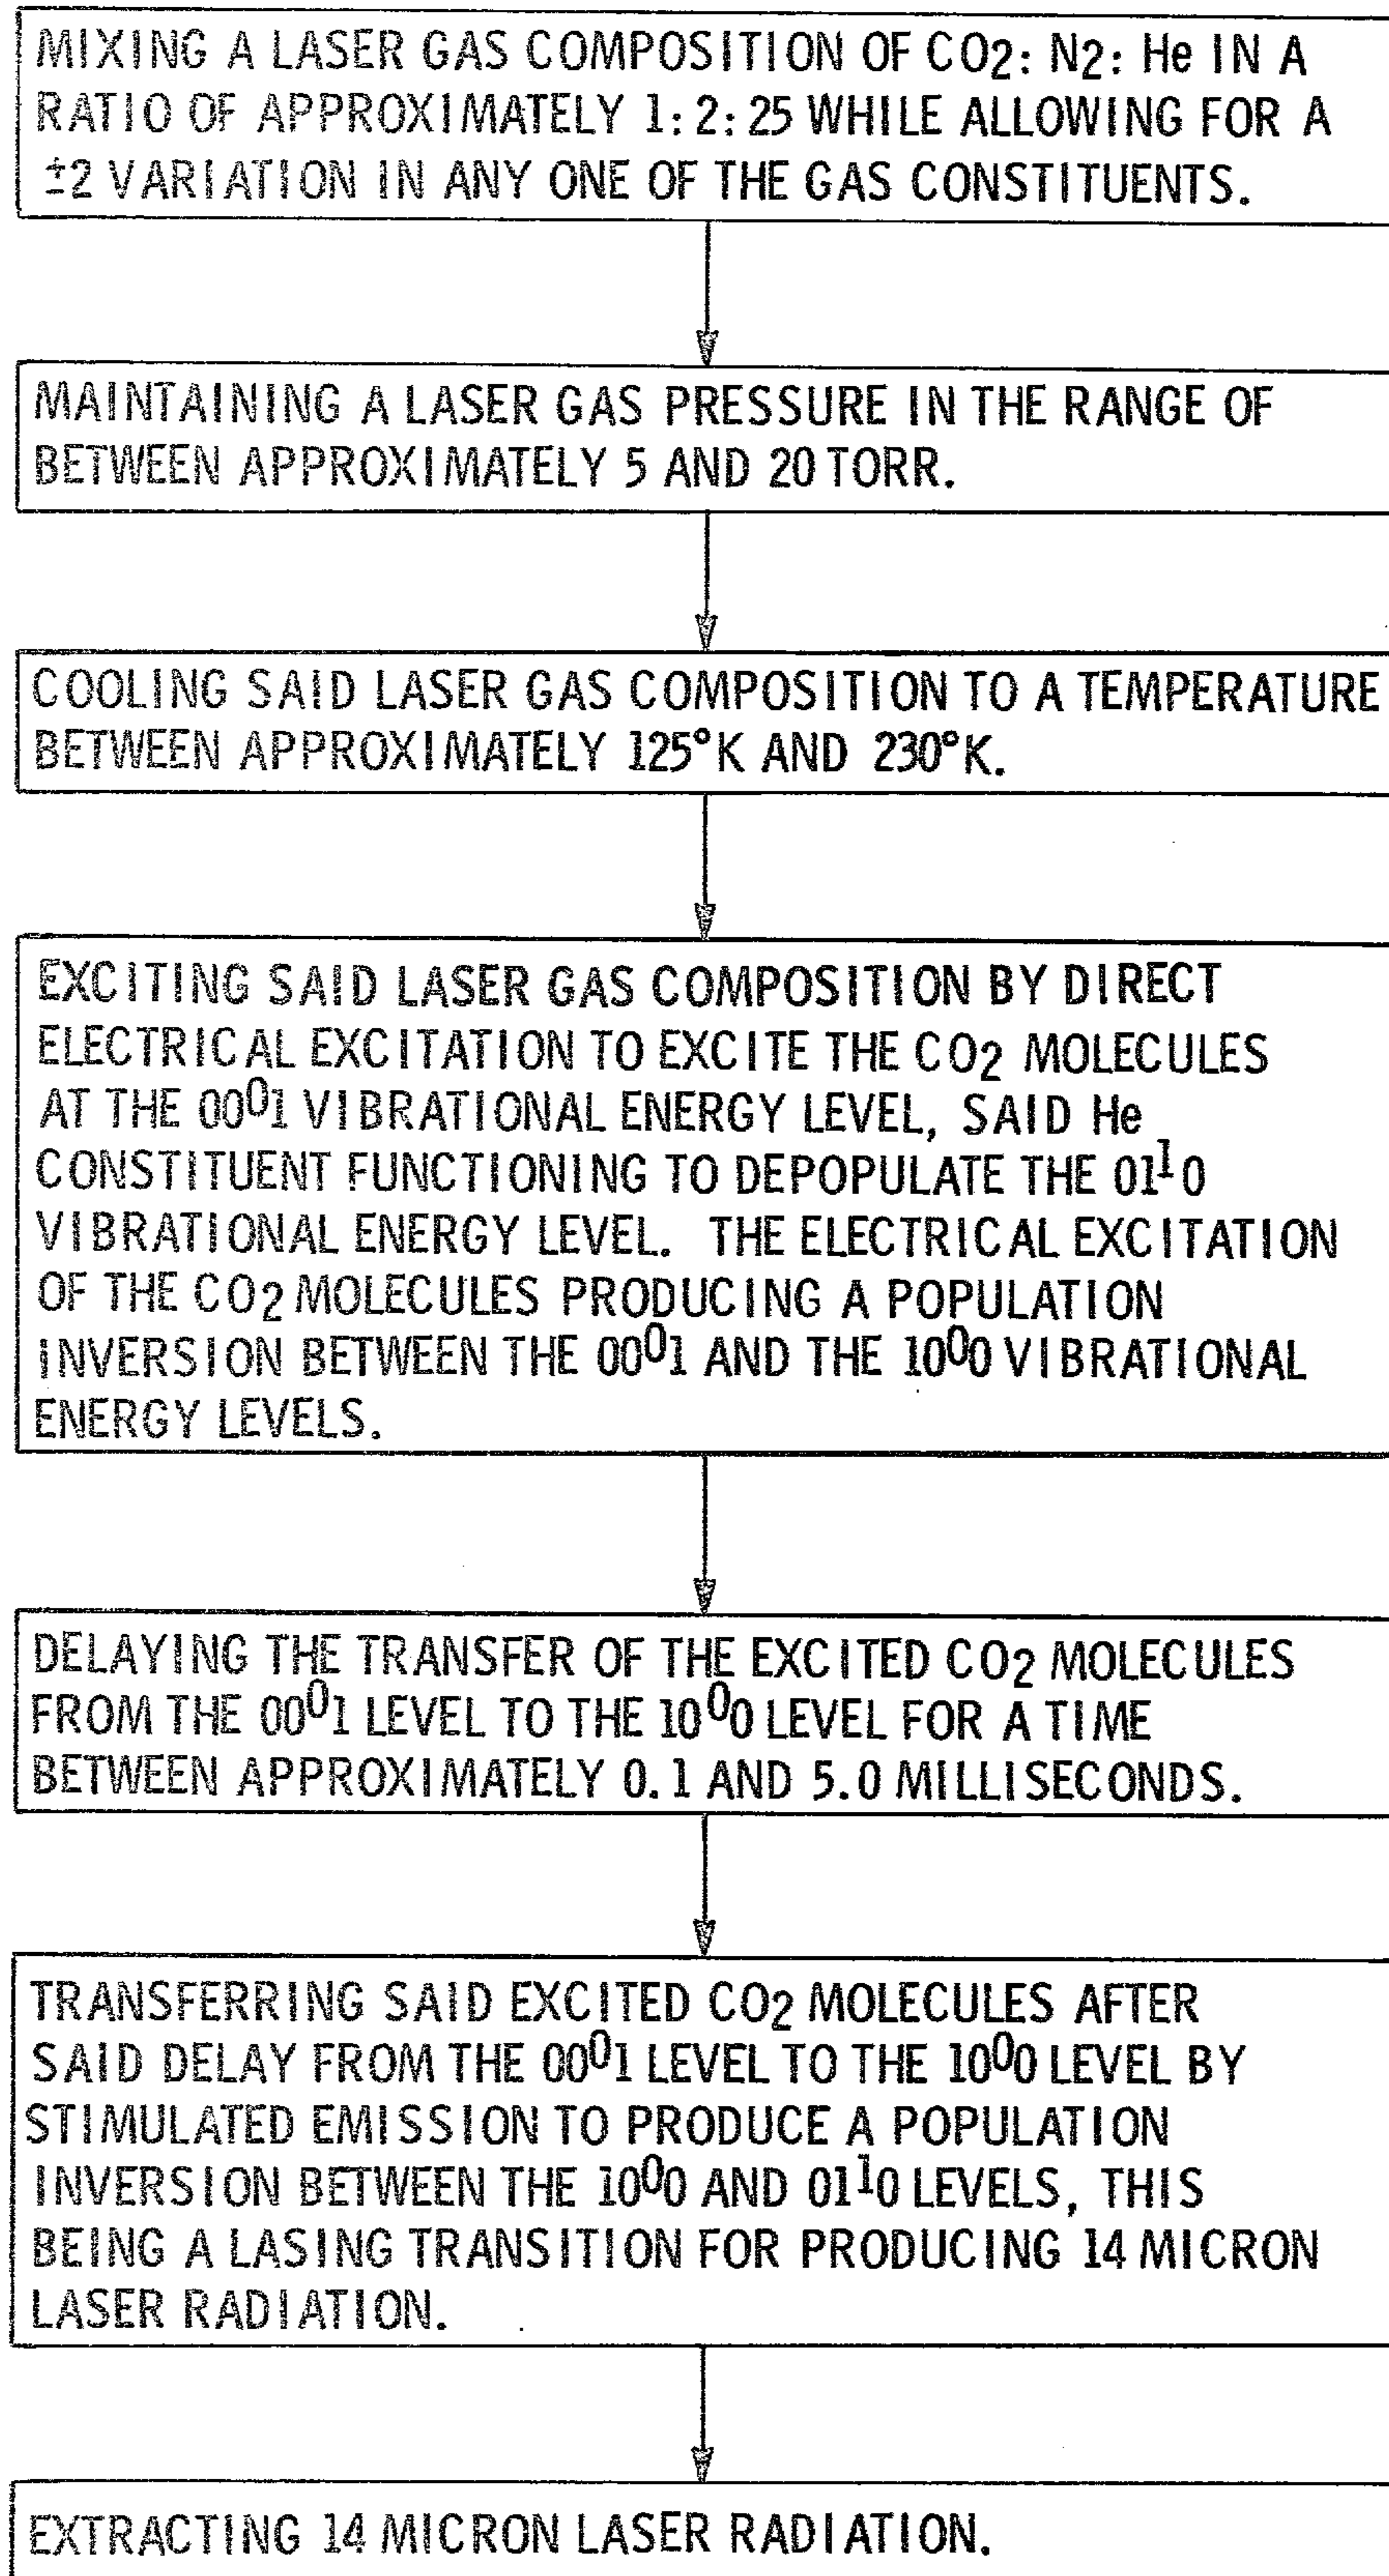 MIXING A LASER GAS COMPOSITION OF CO2: N2: He IN A
RATIO OF APPROXIMATELY 1: 2: 25 WHILE ALLOWING FOR A
±2 VARIATION IN ANY ONE OF THE GAS CONSTITUENTS.
MAINTAINING A LASER GAS PRESSURE IN THE RANGE OF
BETWEEN APPROXIMATELY 5 AND 20 TORR.
COOLING SAID LASER GAS COMPOSITION TO A TEMPERATURE
BETWEEN APPROXIMATELY 125°K AND 230°K.
EXCITING SAID LASER GAS COMPOSITION BY DIRECT
ELECTRICAL EXCITATION TO EXCITE THE CO2 MOLECULES
AT THE 00⁰1 VIBRATIONAL ENERGY LEVEL, SAID He
CONSTITUENT FUNCTIONING TO DEPOPULATE THE 01¹0
VIBRATIONAL ENERGY LEVEL. THE ELECTRICAL EXCITATION
OF THE CO2 MOLECULES PRODUCING A POPULATION
INVERSION BETWEEN THE 00⁰1 AND THE 10⁰0 VIBRATIONAL
ENERGY LEVELS.
DELAYING THE TRANSFER OF THE EXCITED CO2 MOLECULES
FROM THE 00⁰1 LEVEL TO THE 10⁰0 LEVEL FOR A TIME
BETWEEN APPROXIMATELY 0.1 AND 5.0 MILLISECONDS.
TRANSFERRING SAID EXCITED CO2 MOLECULES AFTER
SAID DELAY FROM THE 00⁰1 LEVEL TO THE 10⁰0 LEVEL BY
STIMULATED EMISSION TO PRODUCE A POPULATION
INVERSION BETWEEN THE 10⁰0 AND 01¹0 LEVELS, THIS
BEING A LASING TRANSITION FOR PRODUCING 14 MICRON
LASER RADIATION.
EXTRACTING 14 MICRON LASER RADIATION.